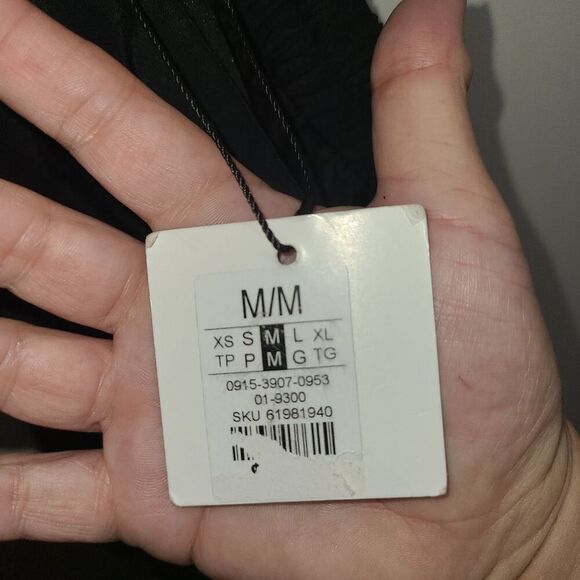 M/M
XS S M L XL
TP P M G TG
0915-3907-0953
01-9300
SKU 61981940